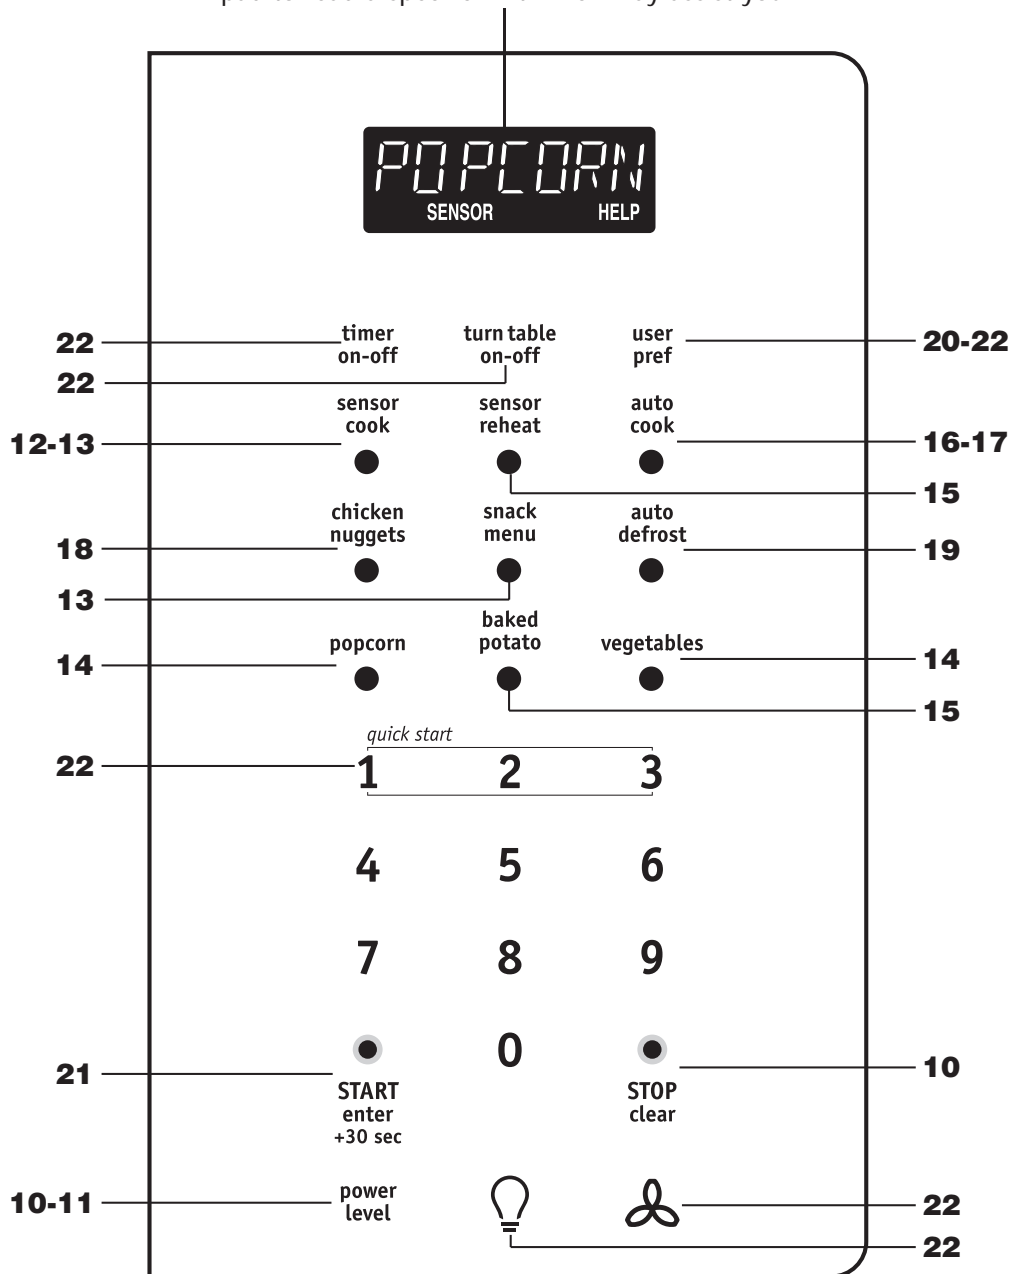 POPCORN
SENSOR HELP
22 timer turn table user 20-22
on-off on-off pref
22
sensor sensor auto
12-13 cook reheat cook 16-17
15
chicken snack auto
18 nuggets menu defrost 19
13
baked
popcorn potato vegetables
14 14
15
quick start
22 1 2 3
4 5 6
7 8 9
0
21 10
START STOP
enter clear
+30 sec
10-11 power 22
level
22